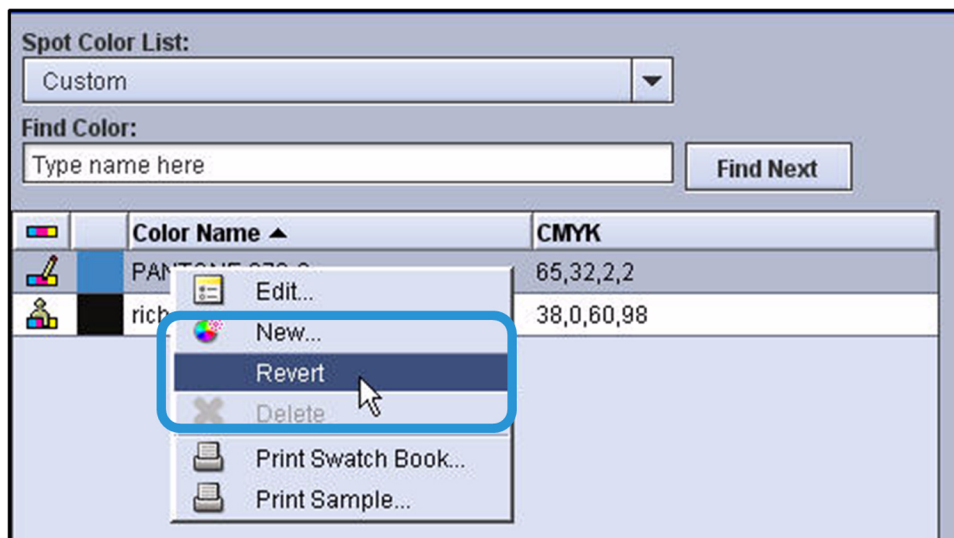 Spot Color List:
Custom
Find Color:
Type name here
Find Next
Color Name CMYK
65,32,2,2
rich 38,0,60,98
Edit...
New...
Revert
Delete
Print Swatch Book...
Print Sample...